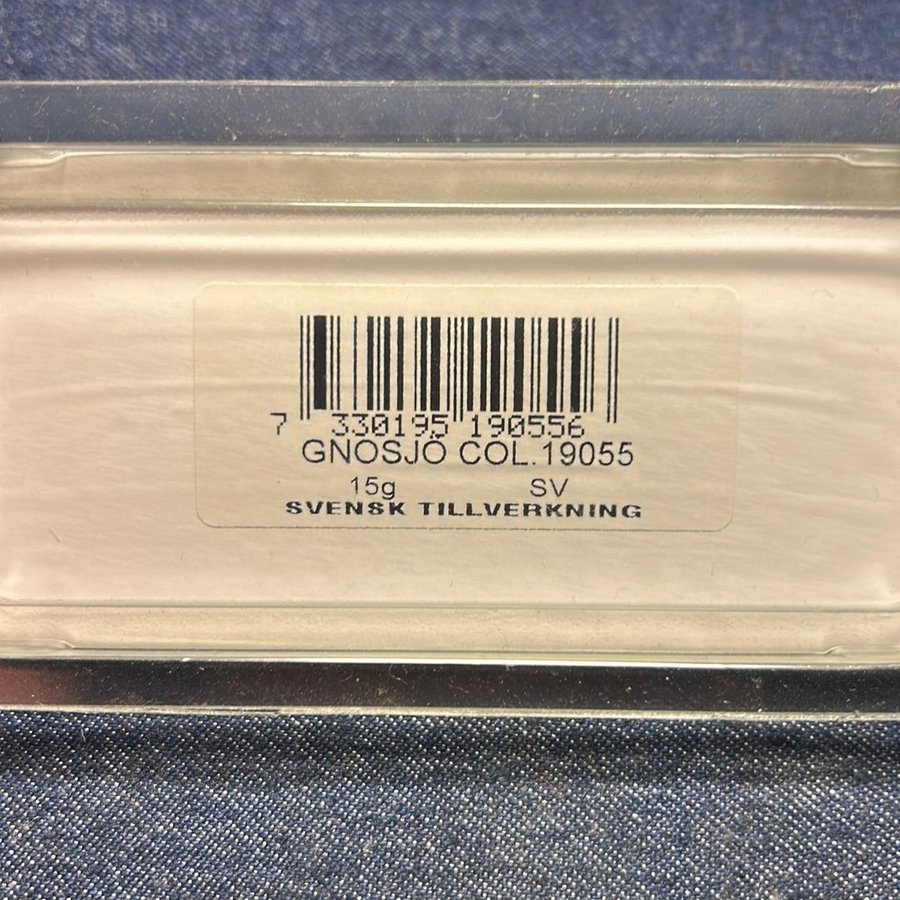 7 330195 190556
GNOSJÖ COL.19055
15g SV
SVENSK TILLVERKNING